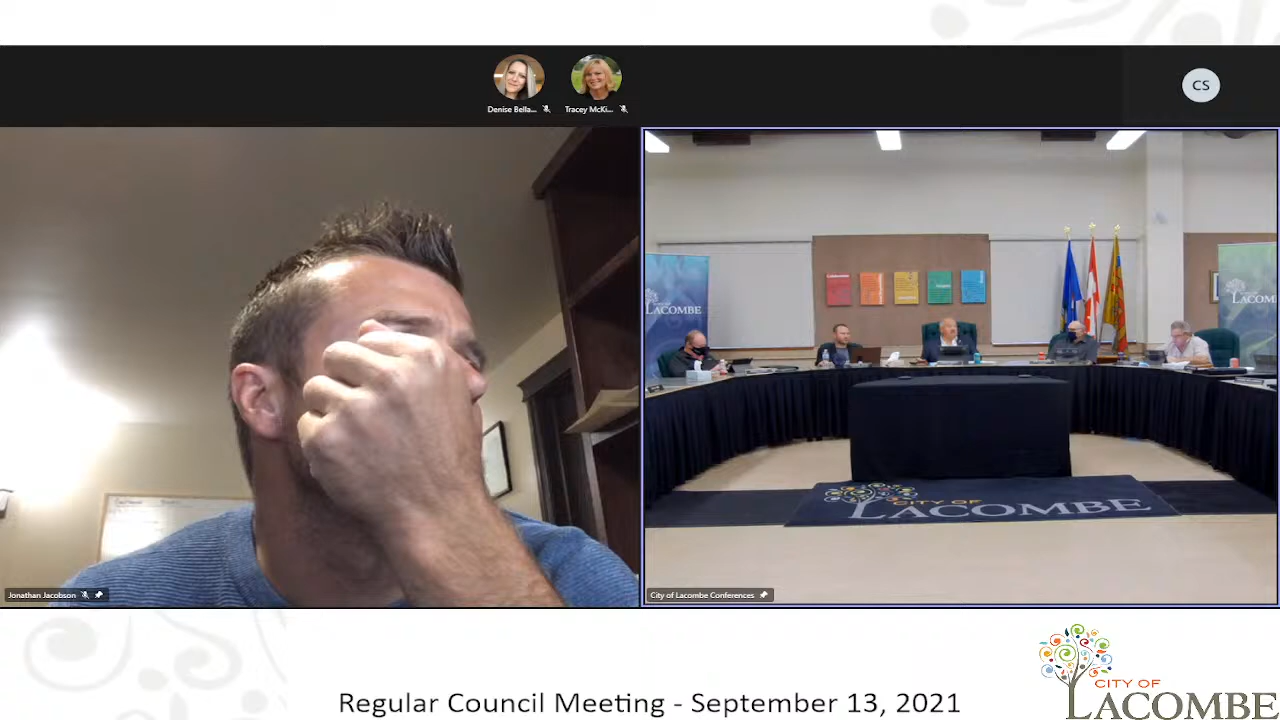 Denise Bella...
Tracey McKi...
CS
LACOMBE
LACOMBE
CITY OF
LACOMBE
Jonathan Jacobson
City of Lacombe Conferences
CITY OF
LACOMBE
Regular Council Meeting - September 13, 2021